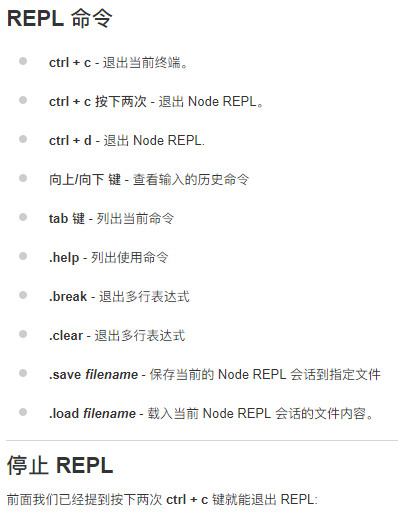 REPL 命令
ctrl + c - 退出当前终端。
ctrl + c 按下两次 - 退出 Node REPL。
ctrl + d - 退出 Node REPL.
向上/向下 键 - 查看输入的历史命令
tab 键 - 列出当前命令
.help - 列出使用命令
.break - 退出多行表达式
.clear - 退出多行表达式
.save filename - 保存当前的 Node REPL 会话到指定文件
.load filename - 载入当前 Node REPL 会话的文件内容。
停止 REPL
前面我们已经提到按下两次 ctrl + c 键就能退出 REPL: